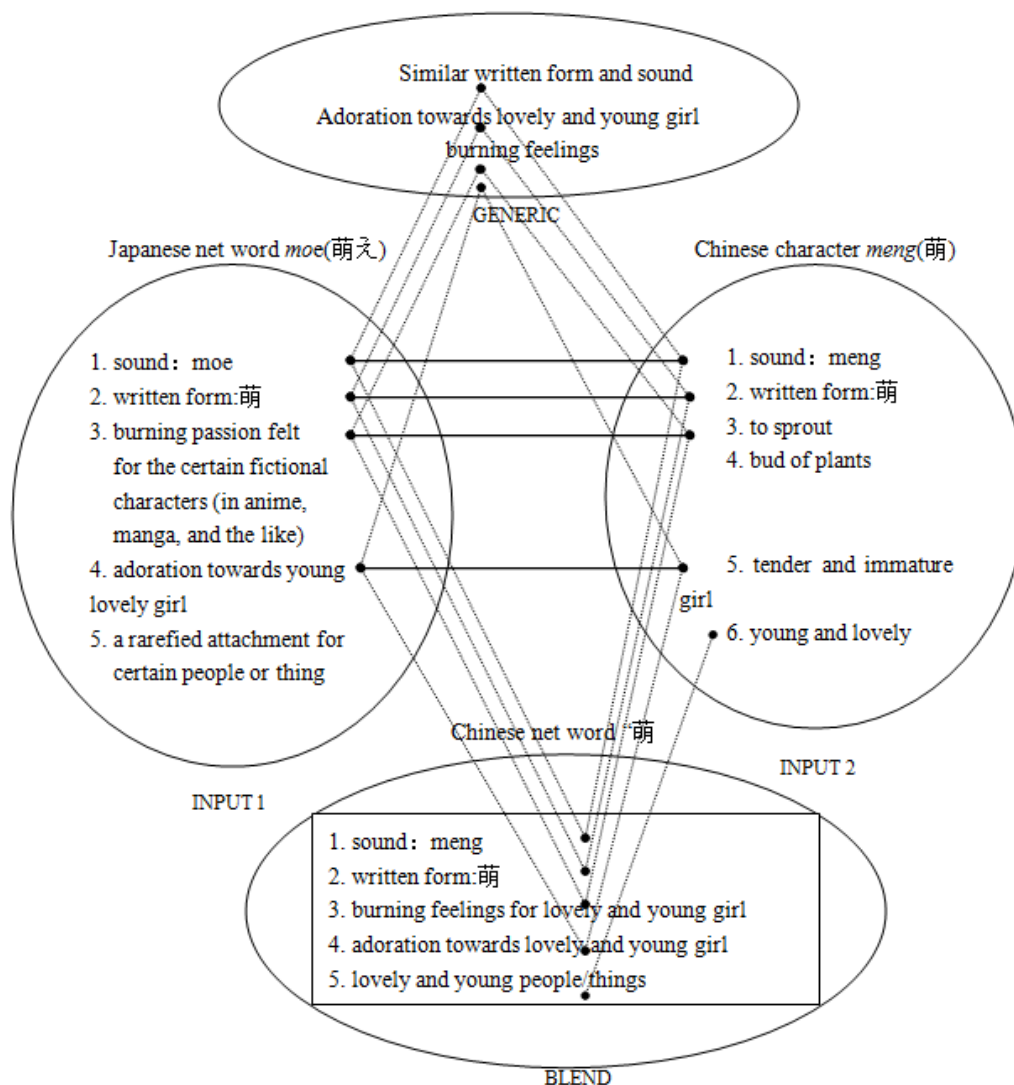 Similar written form and sound
Adoration towards lovely and young girl
burning feelings
GENERIC
Japanese net word moe(萌え)
1. sound：moe
2. written form:萌
3. burning passion felt
for the certain fictional
characters (in anime,
manga, and the like)
4. adoration towards young
lovely girl
5. a rarefied attachment for
certain people or thing
INPUT 1
Chinese character meng(萌)
1. sound：meng
2. written form:萌
3. to sprout
4. bud of plants
5. tender and immature
girl
6. young and lovely
INPUT 2
Chinese net word “萌
1. sound：meng
2. written form:萌
3. burning feelings for lovely and young girl
4. adoration towards lovely and young girl
5. lovely and young people/things
BLEND